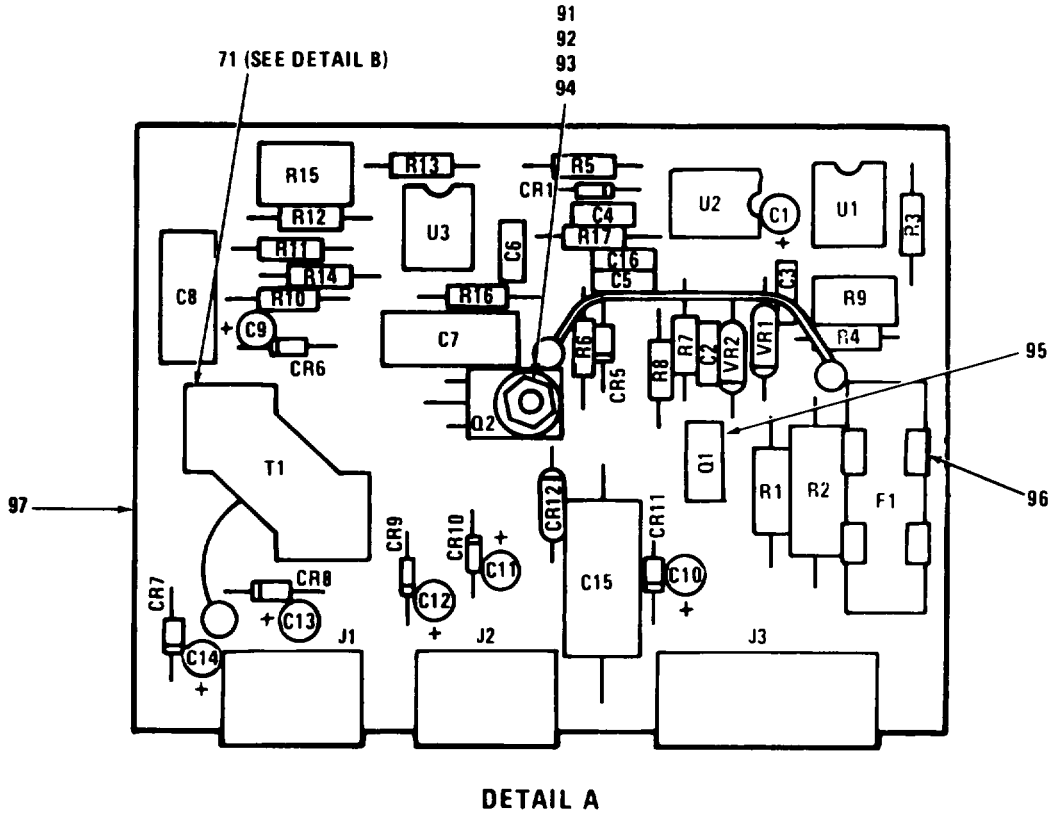 91
92
93
94
71 (SEE DETAIL B)
R15
R13
R5
CR1
U2
C1
+
U1
R3
R12
U3
C6
C4
R17
R11
R14
C16
C5
C3
C8
R10
R16
R9
+
C9
CR6
C7
R6
CR5
R8
R7
C2
VR2
VR1
R4
95
Q2
Q1
T1
R1
R2
F1
96
97
CR12
CR9
CR10
+
C11
CR11
C10
+
C15
CR7
CR8
+
C13
C12
+
C14
+
J1
J2
J3
DETAIL A